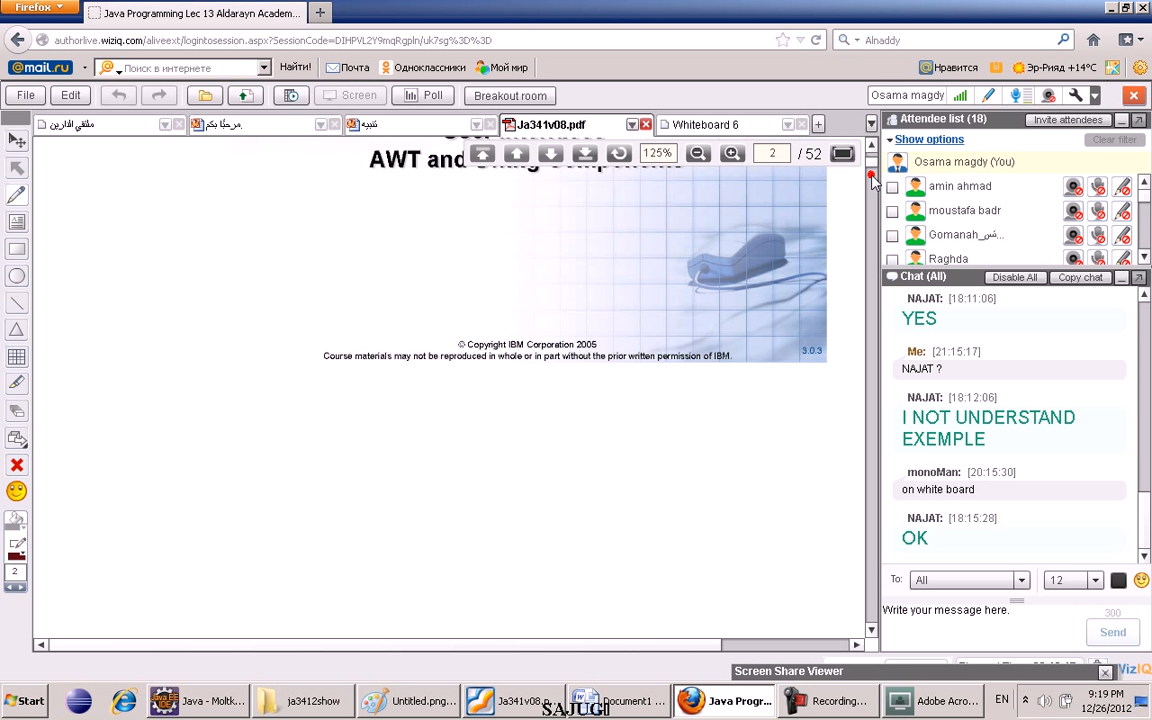 Firefox
Java Programming Lec 13 Aldarayn Academ...
authorlive.wiziq.com/aliveext/logintosession.aspx?SessionCode=DIHPVL2Y9mqRgpln/uk7sg%3D%3D
Alnaddy
@mail.ru
Поиск в интернете
Найти!
Почта
Одноклассники
Мой мир
Нравится
Эр-Рияд +14°C
File
Edit
Screen
Poll
Breakout room
Osama magdy
ملتقي الدارين
مرحبًا بكم.
تنبيه
Ja341v08.pdf
Whiteboard 6
AWT and Swing Components
125%
2 / 52
© Copyright IBM Corporation 2005
Course materials may not be reproduced in whole or in part without the prior written permission of IBM.
3.0.3
Attendee list (18)
Invite attendees
Show options
Clear filter
Osama magdy (You)
amin ahmad
moustafa badr
Gomanah_شمس...
Raghda
Chat (All)
Disable All
Copy chat
NAJAT: [18:11:06]
YES
Me: [21:15:17]
NAJAT ?
NAJAT: [18:12:06]
I NOT UNDERSTAND
EXEMPLE
monoMan: [20:15:30]
on white board
NAJAT: [18:15:28]
OK
To:
All
12
Write your message here.
300
Send
Screen Share Viewer
WizIQ
Start
Java - Moltk...
ja3412show
Untitled.png...
Ja341v08.p...
Document1 ...
Java Progr...
Recording...
Adobe Acro...
EN
9:19 PM
12/26/2012